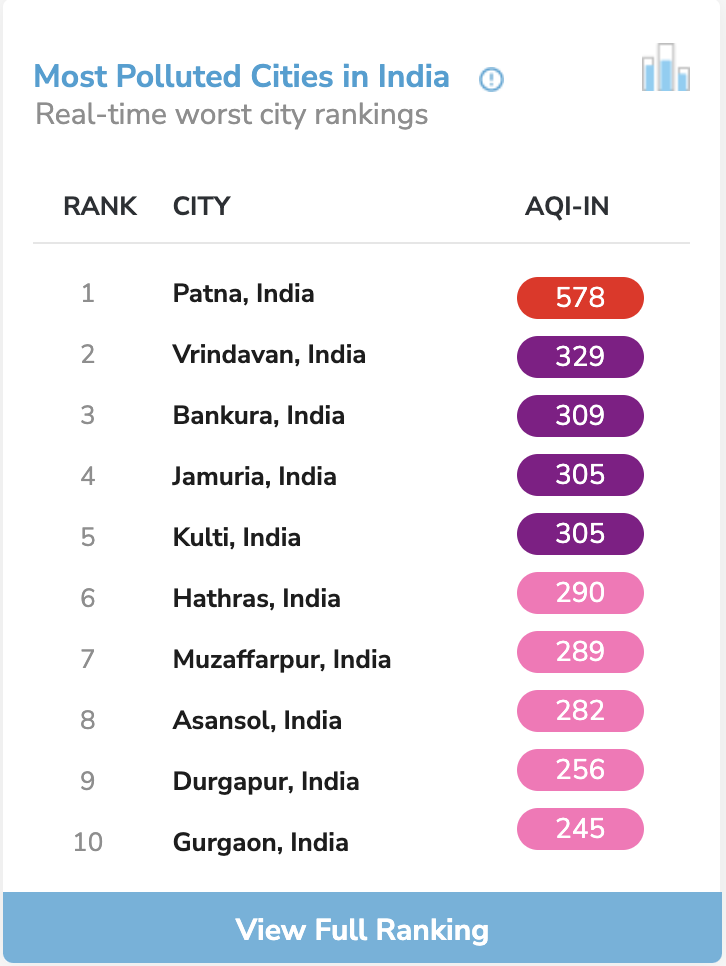 Most Polluted Cities in India
Real-time worst city rankings
RANK CITY AQI-IN
1 Patna, India 578
2 Vrindavan, India 329
3 Bankura, India 309
4 Jamuria, India 305
5 Kulti, India 305
6 Hathras, India 290
7 Muzaffarpur, India 289
8 Asansol, India 282
9 Durgapur, India 256
10 Gurgaon, India 245
View Full Ranking